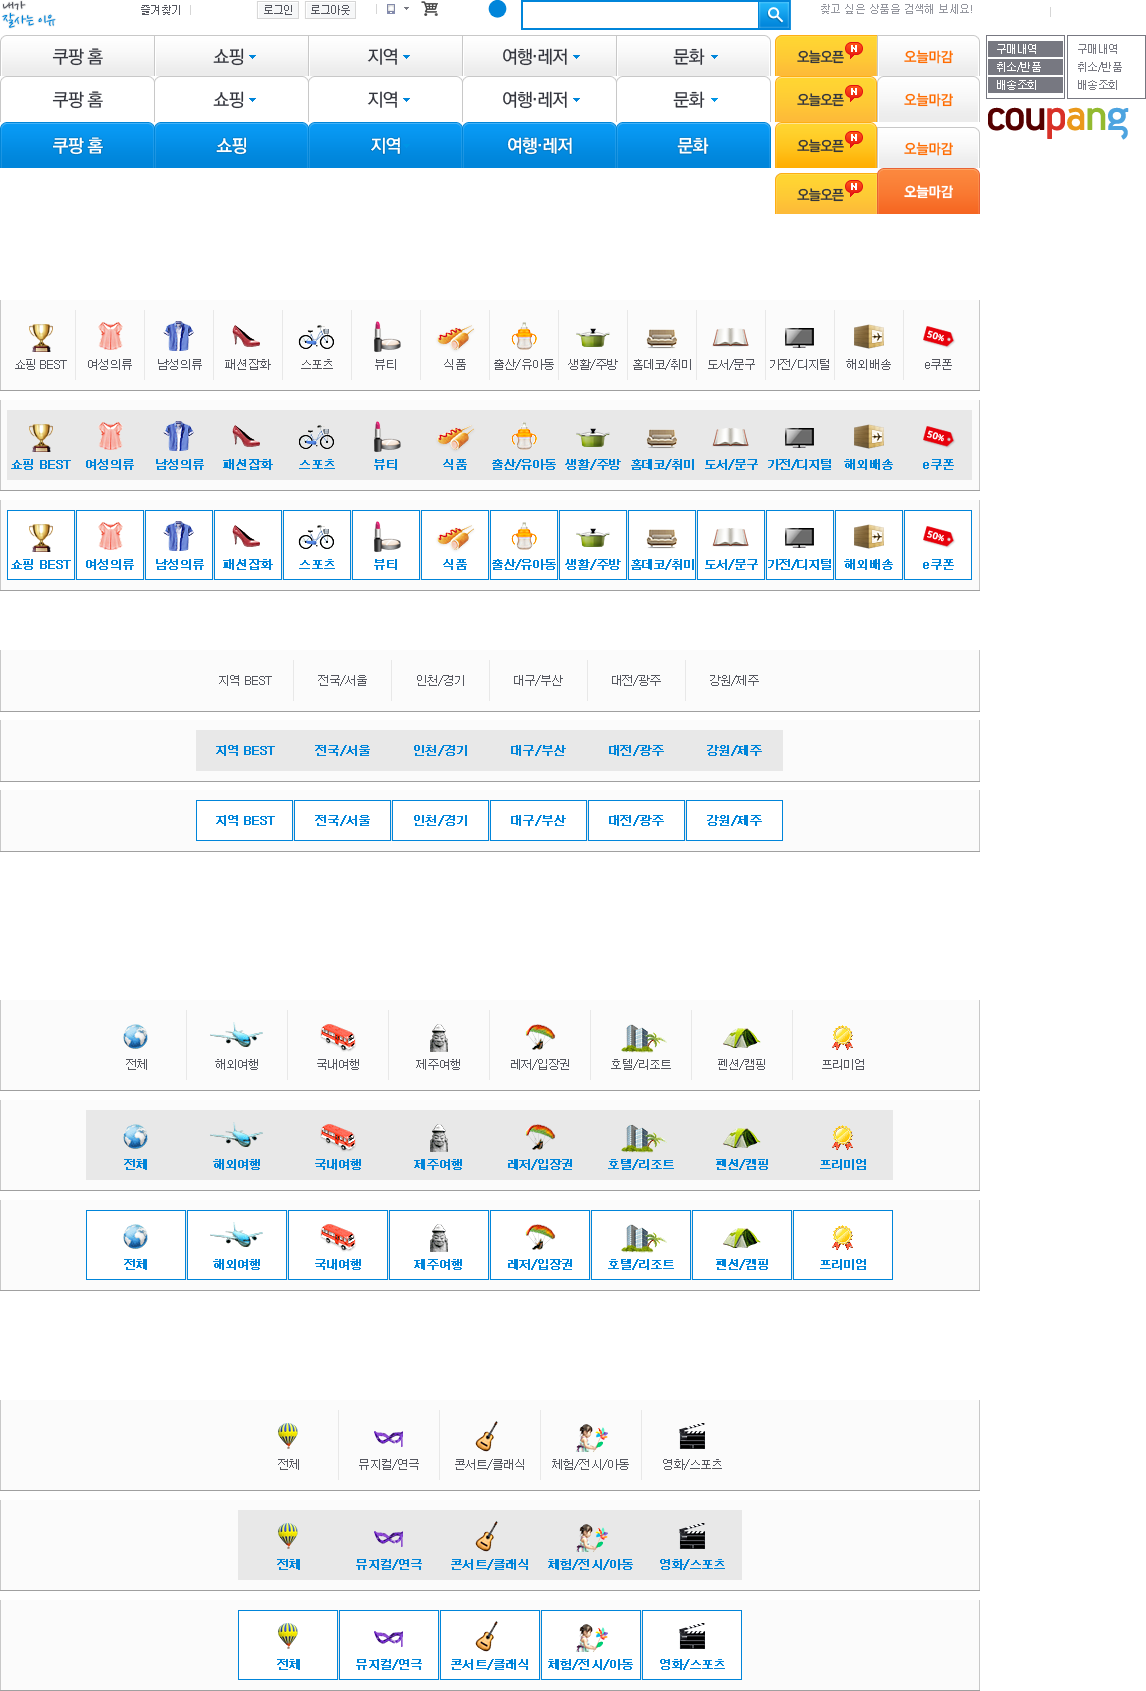 내가
잘사는 이유
즐겨찾기
로그인 로그아웃
찾고 싶은 상품을 검색해 보세요!
쿠팡 홈 쇼핑 지역 여행·레저 문화 오늘오픈 N 오늘마감
쿠팡 홈 쇼핑 지역 여행·레저 문화 오늘오픈 N 오늘마감
쿠팡 홈 쇼핑 지역 여행·레저 문화 오늘오픈 N 오늘마감
오늘오픈 N 오늘마감
구매내역 구매내역
취소/반품 취소/반품
배송조회 배송조회
coupang
50%
쇼핑 BEST 여성의류 남성의류 패션잡화 스포츠 뷰티 식품 출산/유아동 생활/주방 홈데코/취미 도서/문구 가전/디지털 해외배송 e쿠폰
50%
쇼핑 BEST 여성의류 남성의류 패션잡화 스포츠 뷰티 식품 출산/유아동 생활/주방 홈데코/취미 도서/문구 가전/디지털 해외배송 e쿠폰
50%
쇼핑 BEST 여성의류 남성의류 패션잡화 스포츠 뷰티 식품 출산/유아동 생활/주방 홈데코/취미 도서/문구 가전/디지털 해외배송 e쿠폰
지역 BEST 전국/서울 인천/경기 대구/부산 대전/광주 강원/제주
지역 BEST 전국/서울 인천/경기 대구/부산 대전/광주 강원/제주
지역 BEST 전국/서울 인천/경기 대구/부산 대전/광주 강원/제주
전체 해외여행 국내여행 제주여행 레저/입장권 호텔/리조트 펜션/캠핑 프리미엄
전체 해외여행 국내여행 제주여행 레저/입장권 호텔/리조트 펜션/캠핑 프리미엄
전체 해외여행 국내여행 제주여행 레저/입장권 호텔/리조트 펜션/캠핑 프리미엄
전체 뮤지컬/연극 콘서트/클래식 체험/전시/아동 영화/스포츠
전체 뮤지컬/연극 콘서트/클래식 체험/전시/아동 영화/스포츠
전체 뮤지컬/연극 콘서트/클래식 체험/전시/아동 영화/스포츠